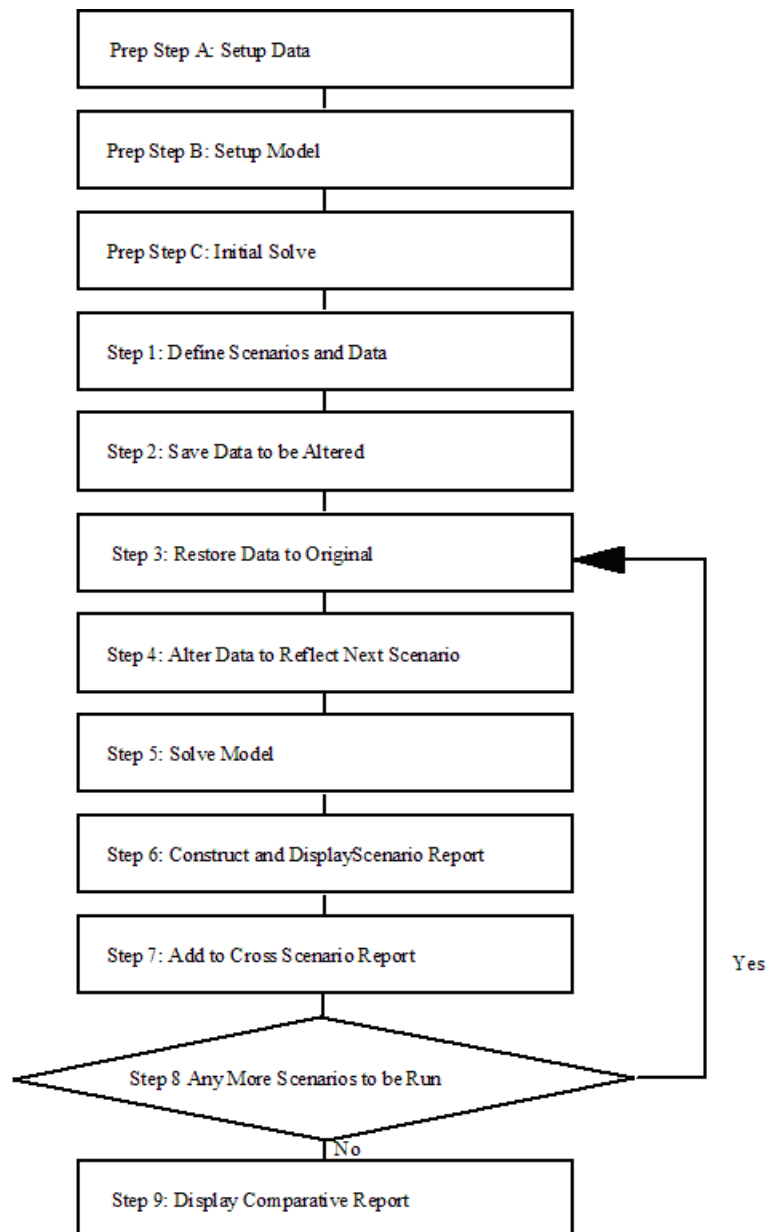 Prep Step A: Setup Data
Prep Step B: Setup Model
Prep Step C: Initial Solve
Step 1: Define Scenarios and Data
Step 2: Save Data to be Altered
Step 3: Restore Data to Original
Step 4: Alter Data to Reflect Next Scenario
Step 5: Solve Model
Step 6: Construct and DisplayScenario Report
Step 7: Add to Cross Scenario Report
Yes
Step 8 Any More Scenarios to be Run
No
Step 9: Display Comparative Report